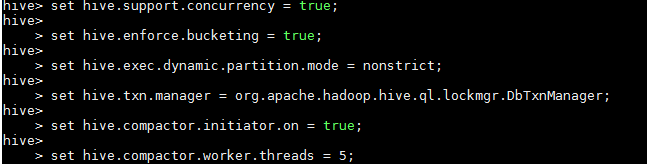 hive> set hive.support.concurrency = true;
hive>
    > set hive.enforce.bucketing = true;
hive>
    > set hive.exec.dynamic.partition.mode = nonstrict;
hive>
    > set hive.txn.manager = org.apache.hadoop.hive.ql.lockmgr.DbTxnManager;
hive>
    > set hive.compactor.initiator.on = true;
hive>
    > set hive.compactor.worker.threads = 5;